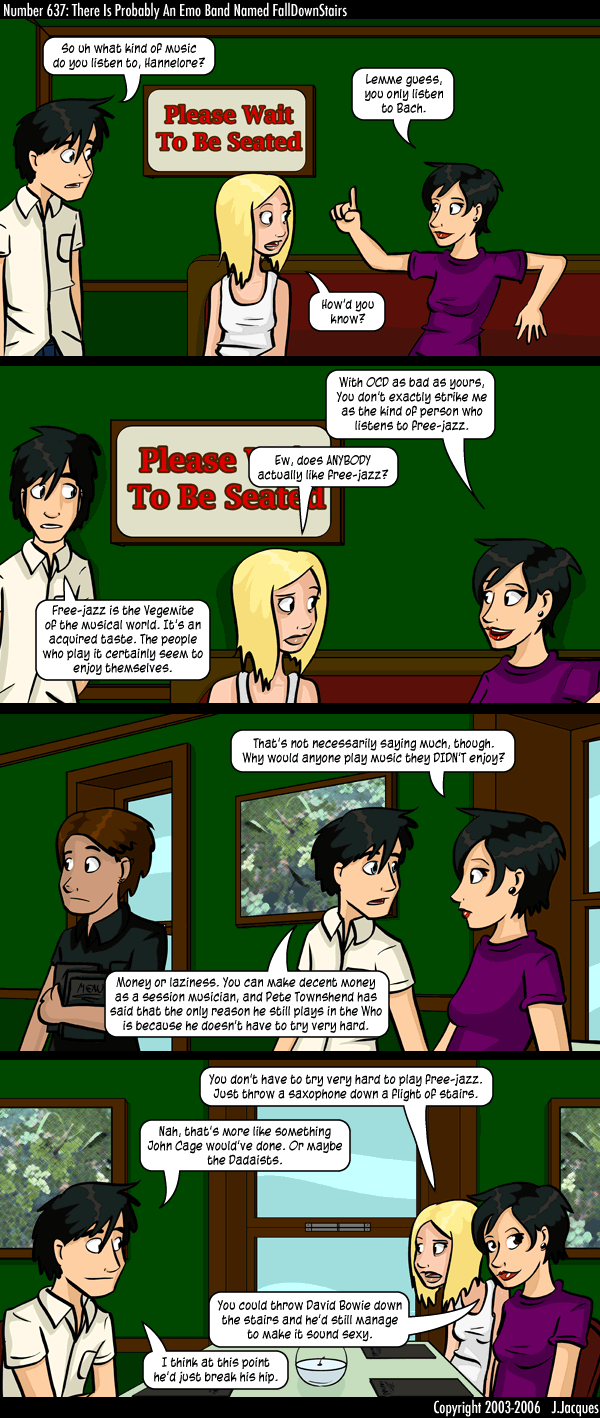 Number 637: There Is Probably An Emo Band Named FallDownStairs
So uh what kind of music
do you listen to, Hannelore?
Lemme guess,
you only listen
to Bach.
Please Wait
To Be Seated
How'd you
know?
With OCD as bad as yours,
You don't exactly strike me
as the kind of person who
listens to free-jazz.
Ew, does ANYBODY
actually like free-jazz?
Please
To Be Seated
Free-jazz is the Vegemite
of the musical world. It's an
acquired taste. The people
who play it certainly seem to
enjoy themselves.
That's not necessarily saying much, though.
Why would anyone play music they DIDN'T enjoy?
MENU
Money or laziness. You can make decent money
as a session musician, and Pete Townshend has
said that the only reason he still plays in the Who
is because he doesn't have to try very hard.
You don't have to try very hard to play free-jazz.
Just throw a saxophone down a flight of stairs.
Nah, that's more like something
John Cage would've done. Or maybe
the Dadaists.
You could throw David Bowie down
the stairs and he'd still manage
to make it sound sexy.
I think at this point
he'd just break his hip.
Copyright 2003-2006 J.Jacques